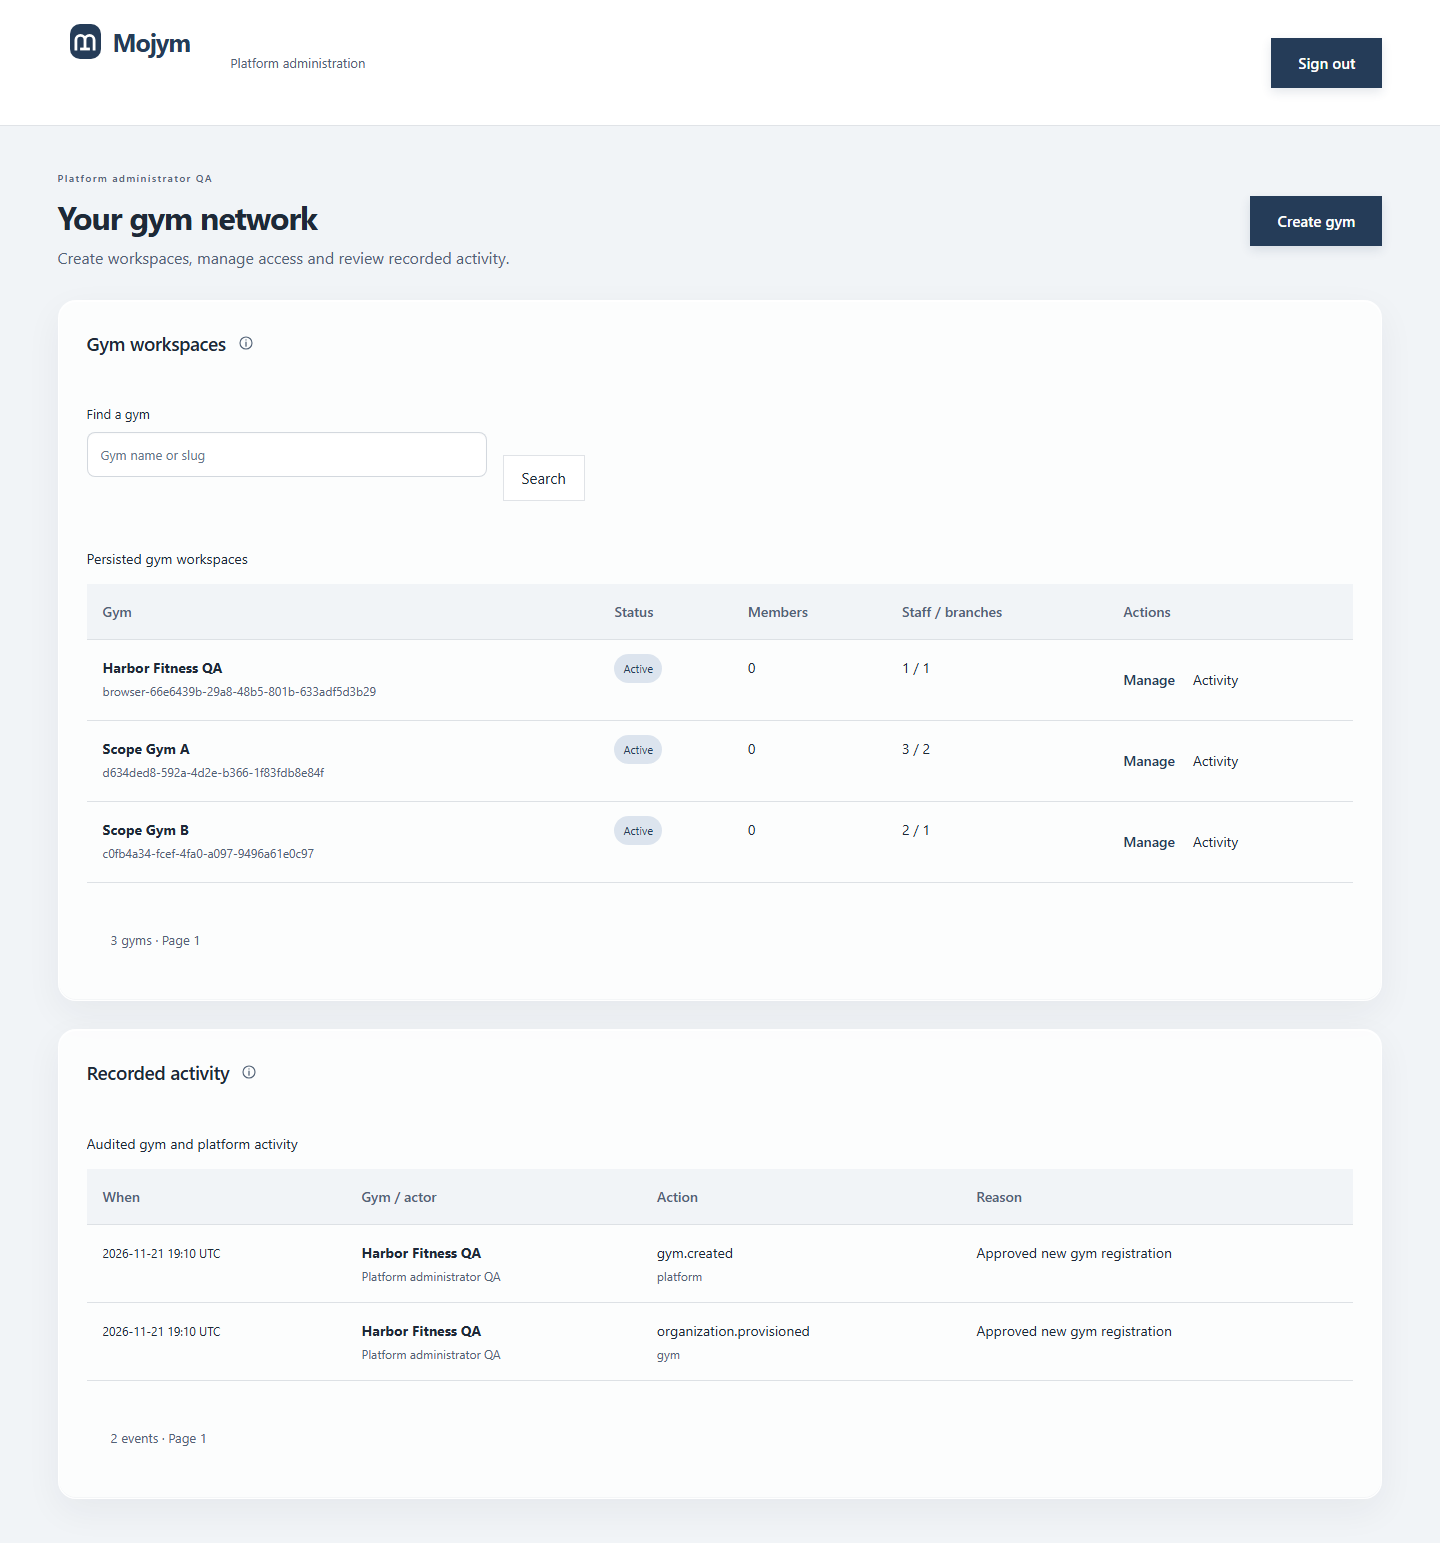 Mojym
Platform administration
Sign out
Platform administrator QA
Your gym network
Create workspaces, manage access and review recorded activity.
Create gym
Gym workspaces
Find a gym
Gym name or slug
Search
Persisted gym workspaces
Gym Status Members Staff / branches Actions
Harbor Fitness QA Active 0 1 / 1 Manage Activity
browser-66e6439b-29a8-48b5-801b-633adf5d3b29
Scope Gym A Active 0 3 / 2 Manage Activity
d634ded8-592a-4d2e-b366-1f83fdb8e84f
Scope Gym B Active 0 2 / 1 Manage Activity
c0fb4a34-fcef-4fa0-a097-9496a61e0c97
3 gyms · Page 1
Recorded activity
Audited gym and platform activity
When Gym / actor Action Reason
2026-11-21 19:10 UTC Harbor Fitness QA gym.created Approved new gym registration
Platform administrator QA platform
2026-11-21 19:10 UTC Harbor Fitness QA organization.provisioned Approved new gym registration
Platform administrator QA gym
2 events · Page 1